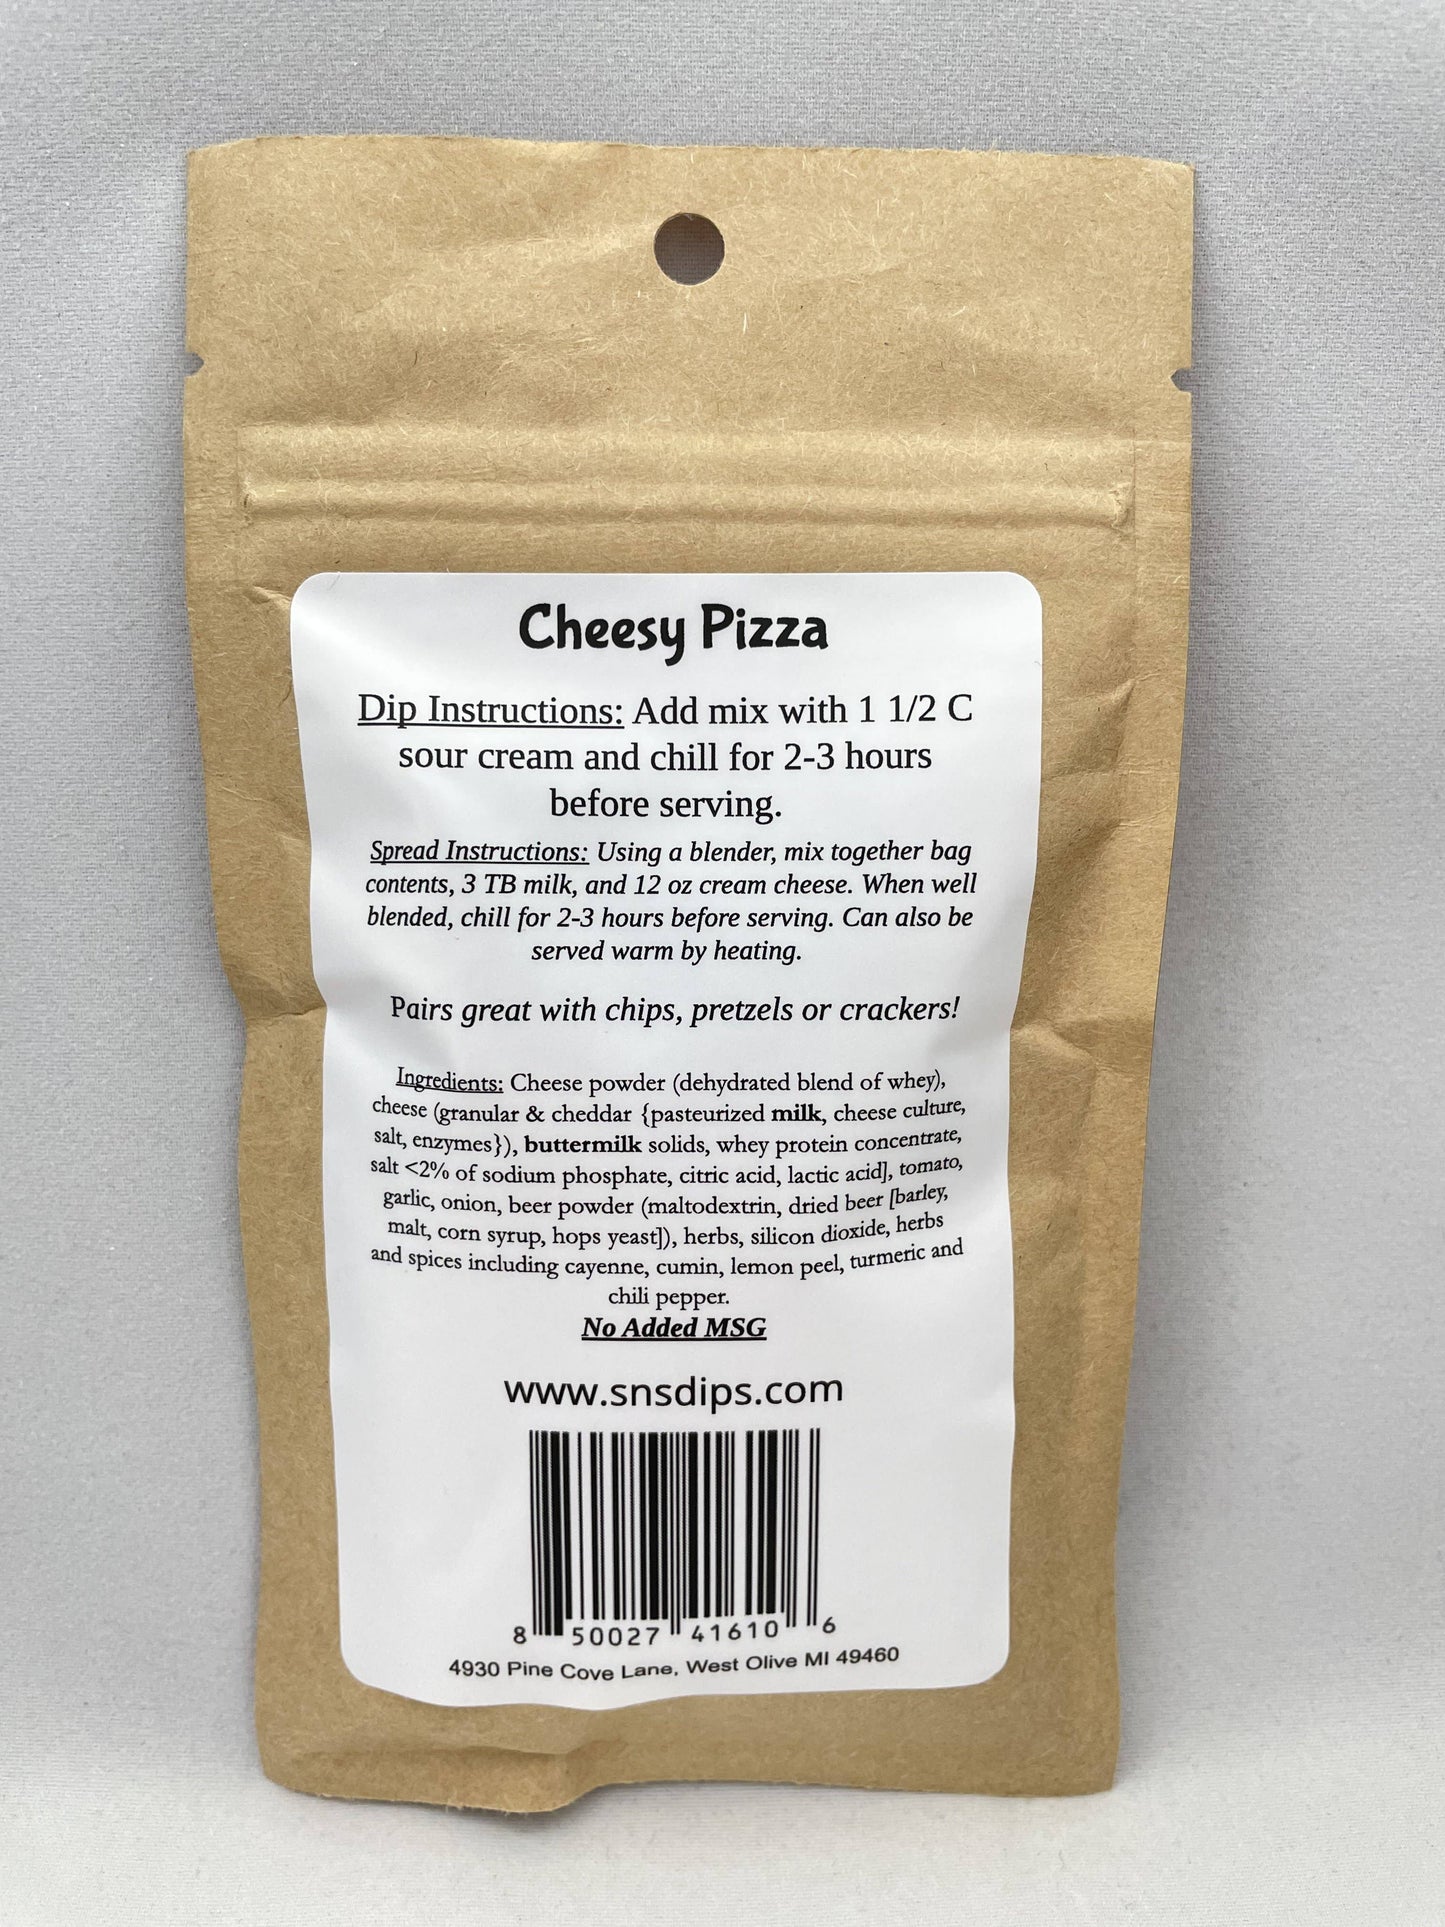 Cheesy Pizza
Dip Instructions: Add mix with 1 1/2 C
sour cream and chill for 2-3 hours
before serving.
Spread Instructions: Using a blender, mix together bag
contents, 3 TB milk, and 12 oz cream cheese. When well
blended, chill for 2-3 hours before serving. Can also be
served warm by heating.
Pairs great with chips, pretzels or crackers!
Ingredients: Cheese powder (dehydrated blend of whey),
cheese (granular & cheddar {pasteurized milk, cheese culture,
salt, enzymes}), buttermilk solids, whey protein concentrate,
salt <2% of sodium phosphate, citric acid, lactic acid], tomato,
garlic, onion, beer powder (maltodextrin, dried beer [barley,
malt, corn syrup, hops yeast]), herbs, silicon dioxide, herbs
and spices including cayenne, cumin, lemon peel, turmeric and
chili pepper.
No Added MSG
www.snsdips.com
8 50027 41610 6
4930 Pine Cove Lane, West Olive MI 49460